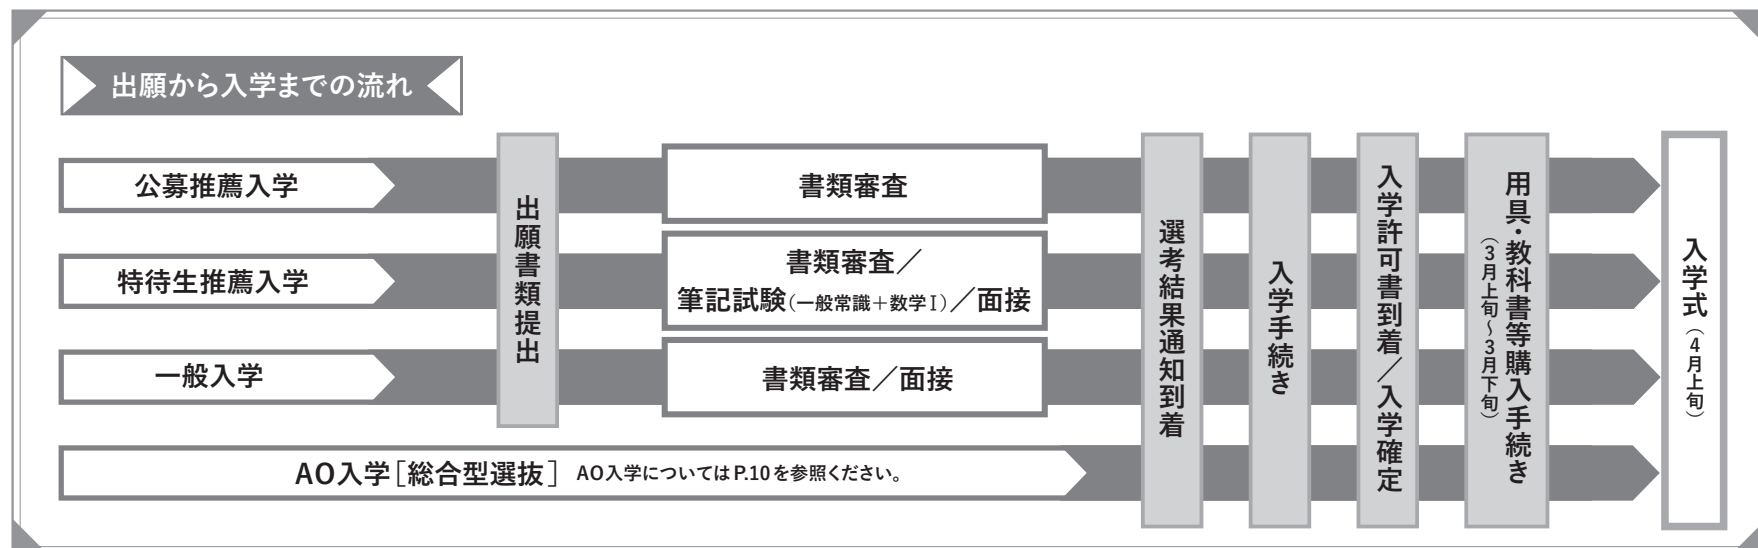 出願から入学までの流れ
公募推薦入学
特待生推薦入学
一般入学
AO入学［総合型選抜］ AO入学についてはP.10を参照ください。
出願書類提出
書類審査
書類審査／
筆記試験（一般常識＋数学Ⅰ）／面接
書類審査／面接
選考結果通知到着
入学手続き
入学許可書到着／入学確定
用具・教科書等購入手続き
（3月上旬～3月下旬）
入学式（4月上旬）